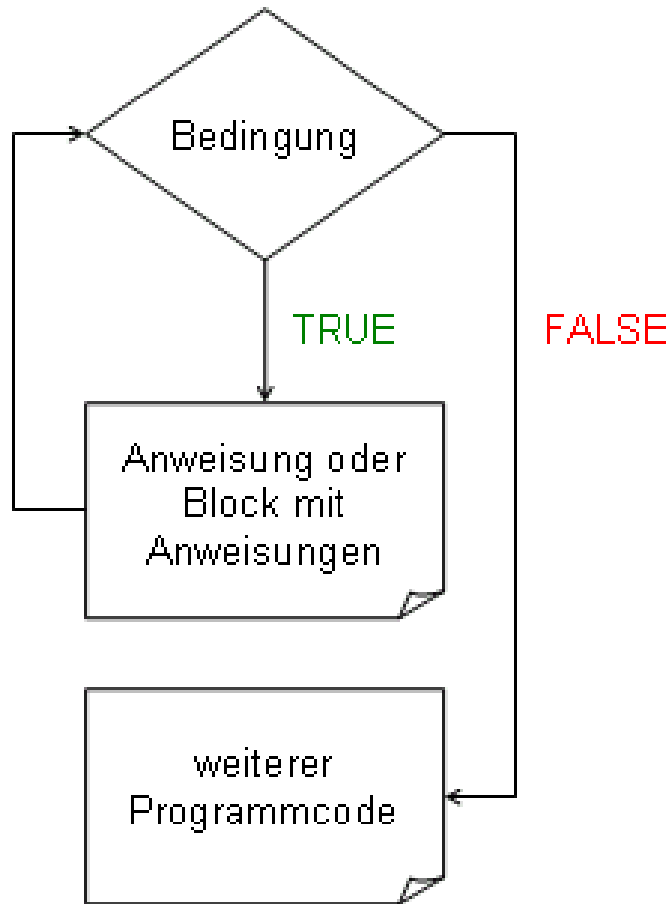 Bedingung
TRUE
FALSE
Anweisung oder
Block mit
Anweisungen
weiterer
Programmcode